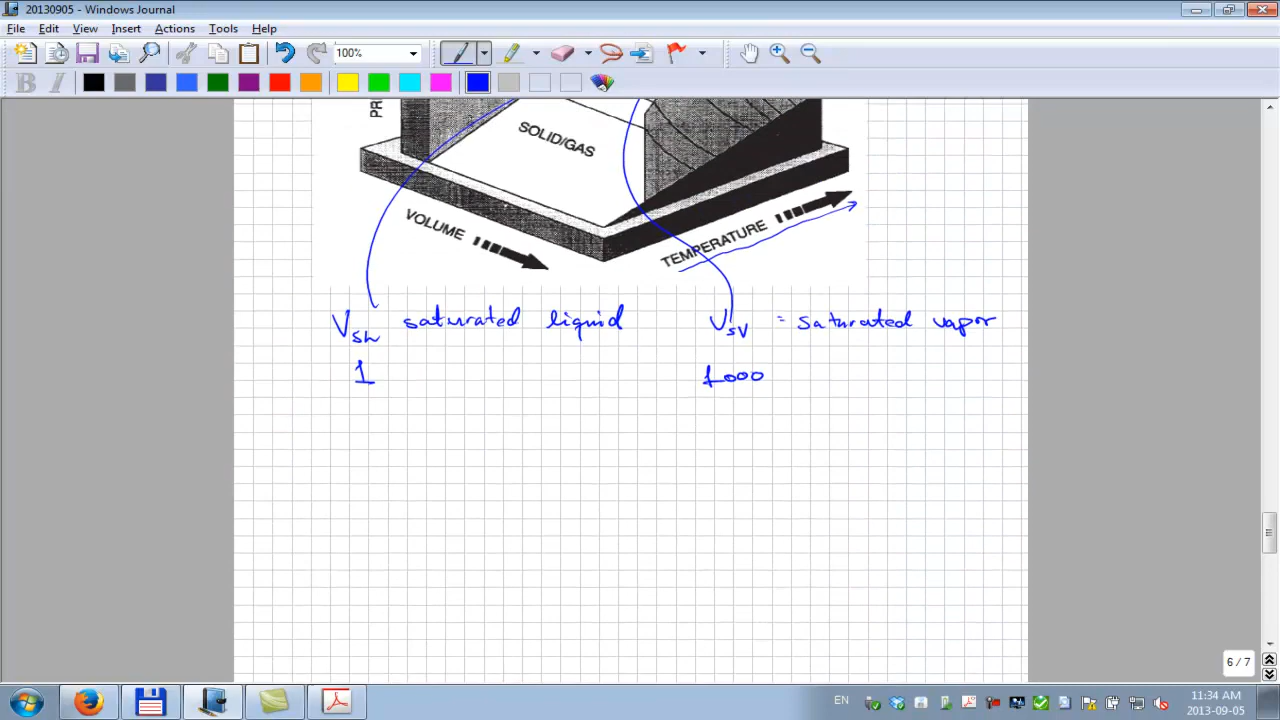 20130905 - Windows Journal
File Edit View Insert Actions Tools Help
100%
B I
SOLID/GAS
VOLUME
TEMPERATURE
VSL saturated liquid
VSV = saturated vapor
1
1000
6 / 7
EN
11:34 AM
2013-09-05